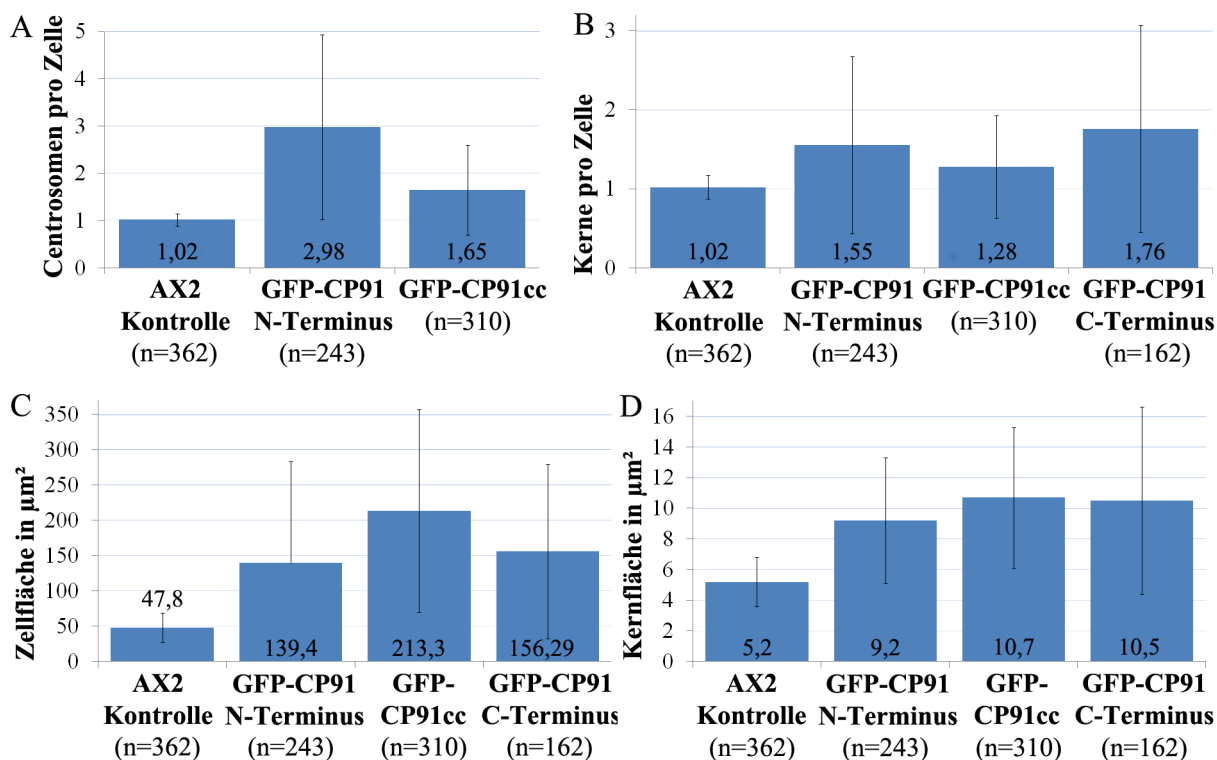 A
Centrosomen pro Zelle
5
4
3
2
1
0
1,02
2,98
1,65
AX2
Kontrolle
(n=362)
GFP-CP91
N-Terminus
(n=243)
GFP-CP91cc
(n=310)
B
Kerne pro Zelle
3
2
1
0
1,02
1,55
1,28
1,76
AX2
Kontrolle
(n=362)
GFP-CP91
N-Terminus
(n=243)
GFP-CP91cc
(n=310)
GFP-CP91
C-Terminus
(n=162)
C
Zellfläche in µm²
350
300
250
200
150
100
50
0
47,8
139,4
213,3
156,29
AX2
Kontrolle
(n=362)
GFP-CP91
N-Terminus
(n=243)
GFP-
CP91cc
(n=310)
GFP-CP91
C-Terminus
(n=162)
D
Kernfläche in µm²
16
14
12
10
8
6
4
2
0
5,2
9,2
10,7
10,5
AX2
Kontrolle
(n=362)
GFP-CP91
N-Terminus
(n=243)
GFP-
CP91cc
(n=310)
GFP-CP91
C-Terminus
(n=162)